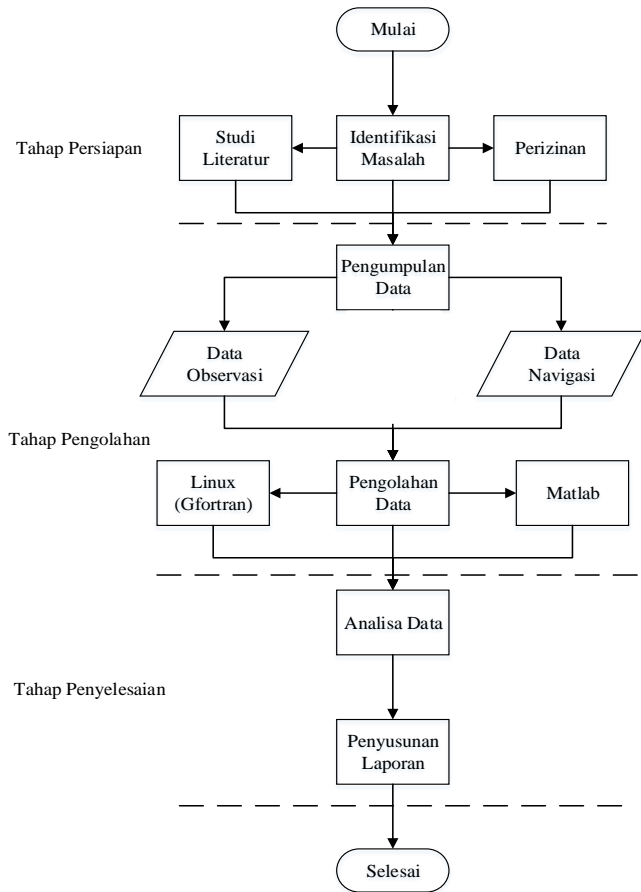 Mulai
Tahap Persiapan
Studi
Literatur
Identifikasi
Masalah
Perizinan
Pengumpulan
Data
Data
Observasi
Data
Navigasi
Tahap Pengolahan
Linux
(Gfortran)
Pengolahan
Data
Matlab
Analisa Data
Tahap Penyelesaian
Penyusunan
Laporan
Selesai